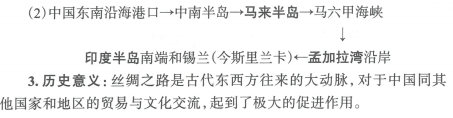 (2)中国东南沿海港口→中南半岛→马来半岛→马六甲海峡
↓
印度半岛南端和锡兰(今斯里兰卡)←孟加拉湾沿岸
3.历史意义:丝绸之路是古代东西方往来的大动脉,对于中国同其
他国家和地区的贸易与文化交流,起到了极大的促进作用。